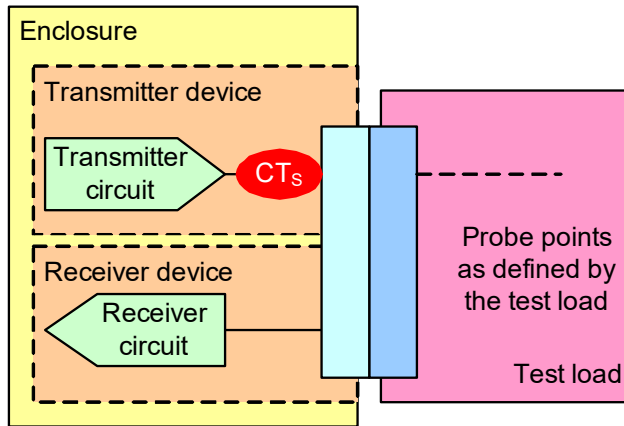 Enclosure
Transmitter device
Transmitter
circuit
CTS
Probe points
as defined by
the test load
Receiver device
Receiver
circuit
Test load